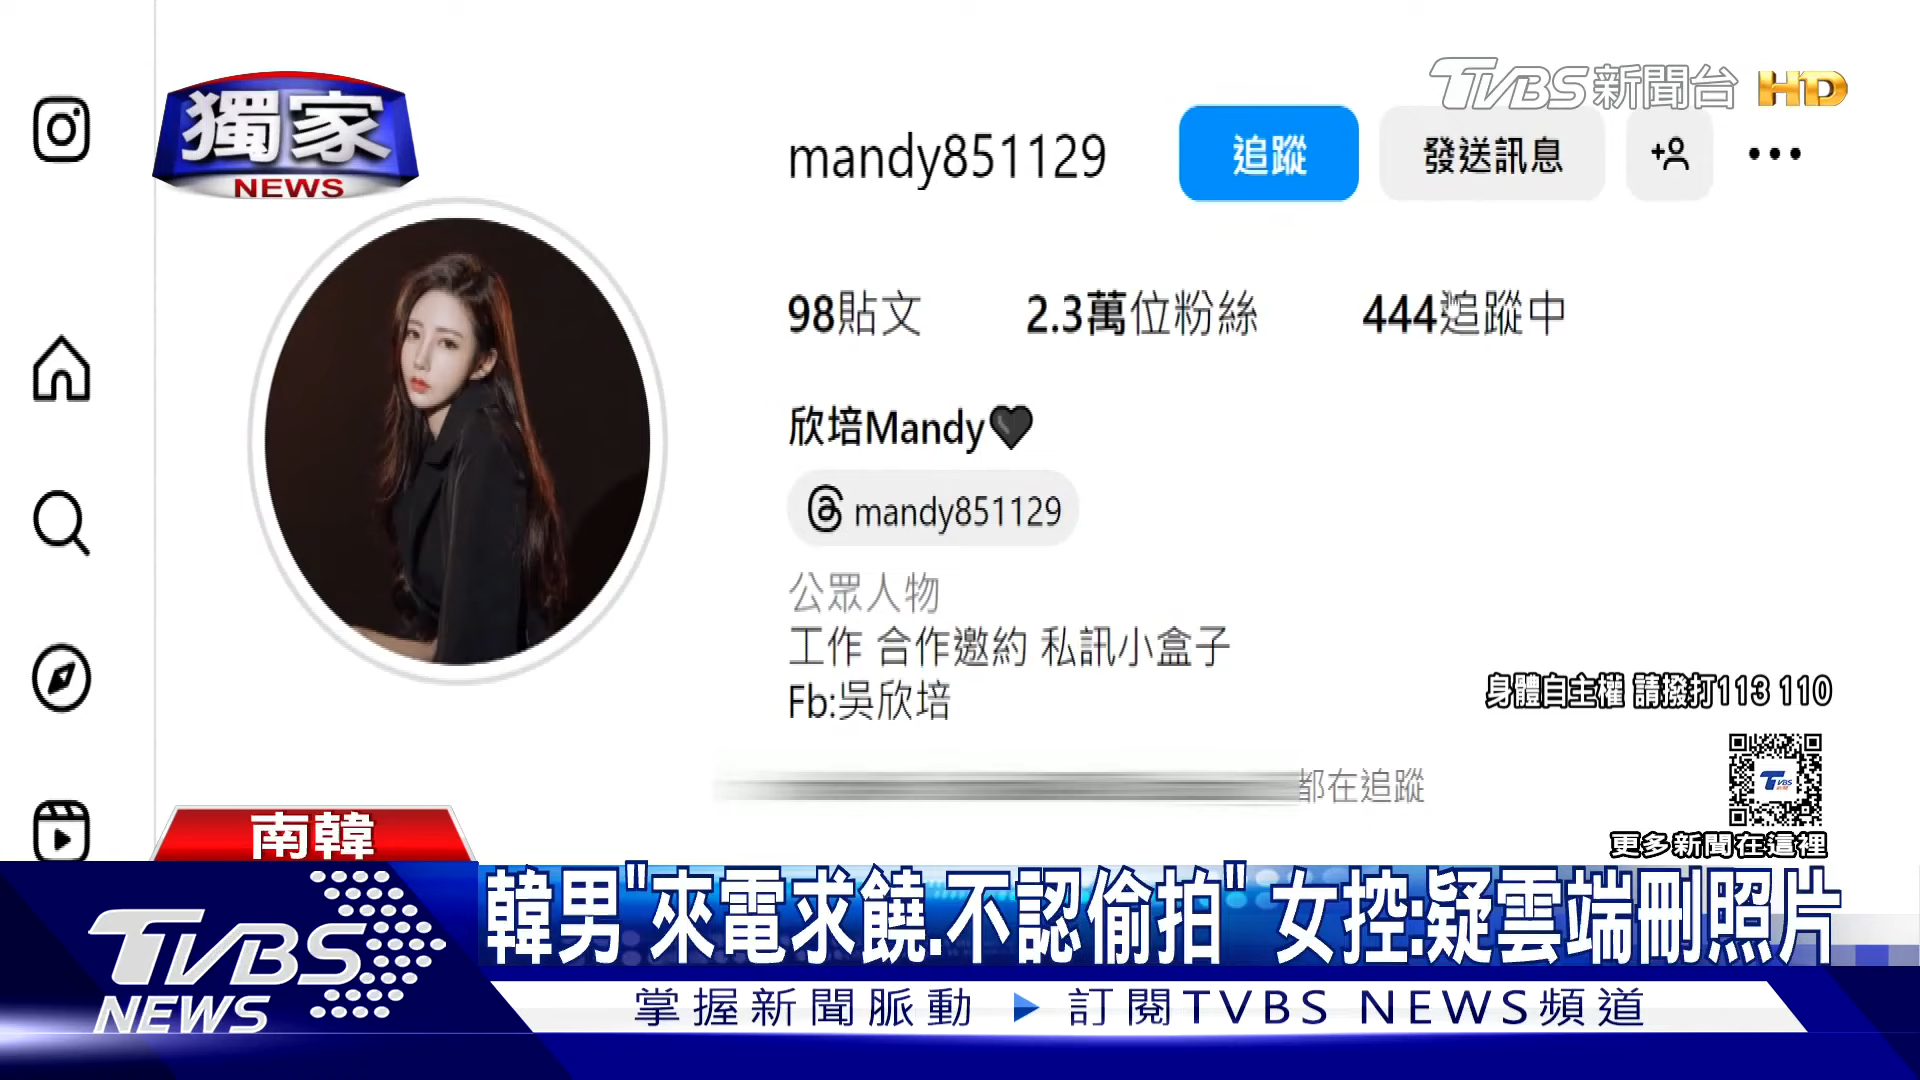 獨家
NEWS
TVBS新聞台 HD
mandy851129
追蹤
發送訊息
98貼文 2.3萬位粉絲 444追蹤中
欣培Mandy🖤
mandy851129
公眾人物
工作 合作邀約 私訊小盒子
Fb:吳欣培
都在追蹤
身體自主權 請撥打113 110
TVBS
更多新聞在這裡
南韓
韓男"來電求饒.不認偷拍" 女控:疑雲端刪照片
TVBS
NEWS
掌握新聞脈動 ▶ 訂閱TVBS NEWS頻道